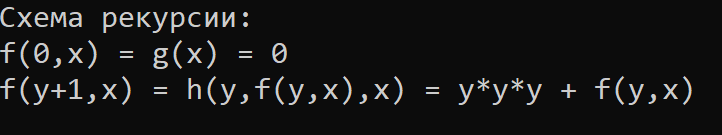 Схема рекурсии:
f(0,x) = g(x) = 0
f(y+1,x) = h(y,f(y,x),x) = y*y*y + f(y,x)